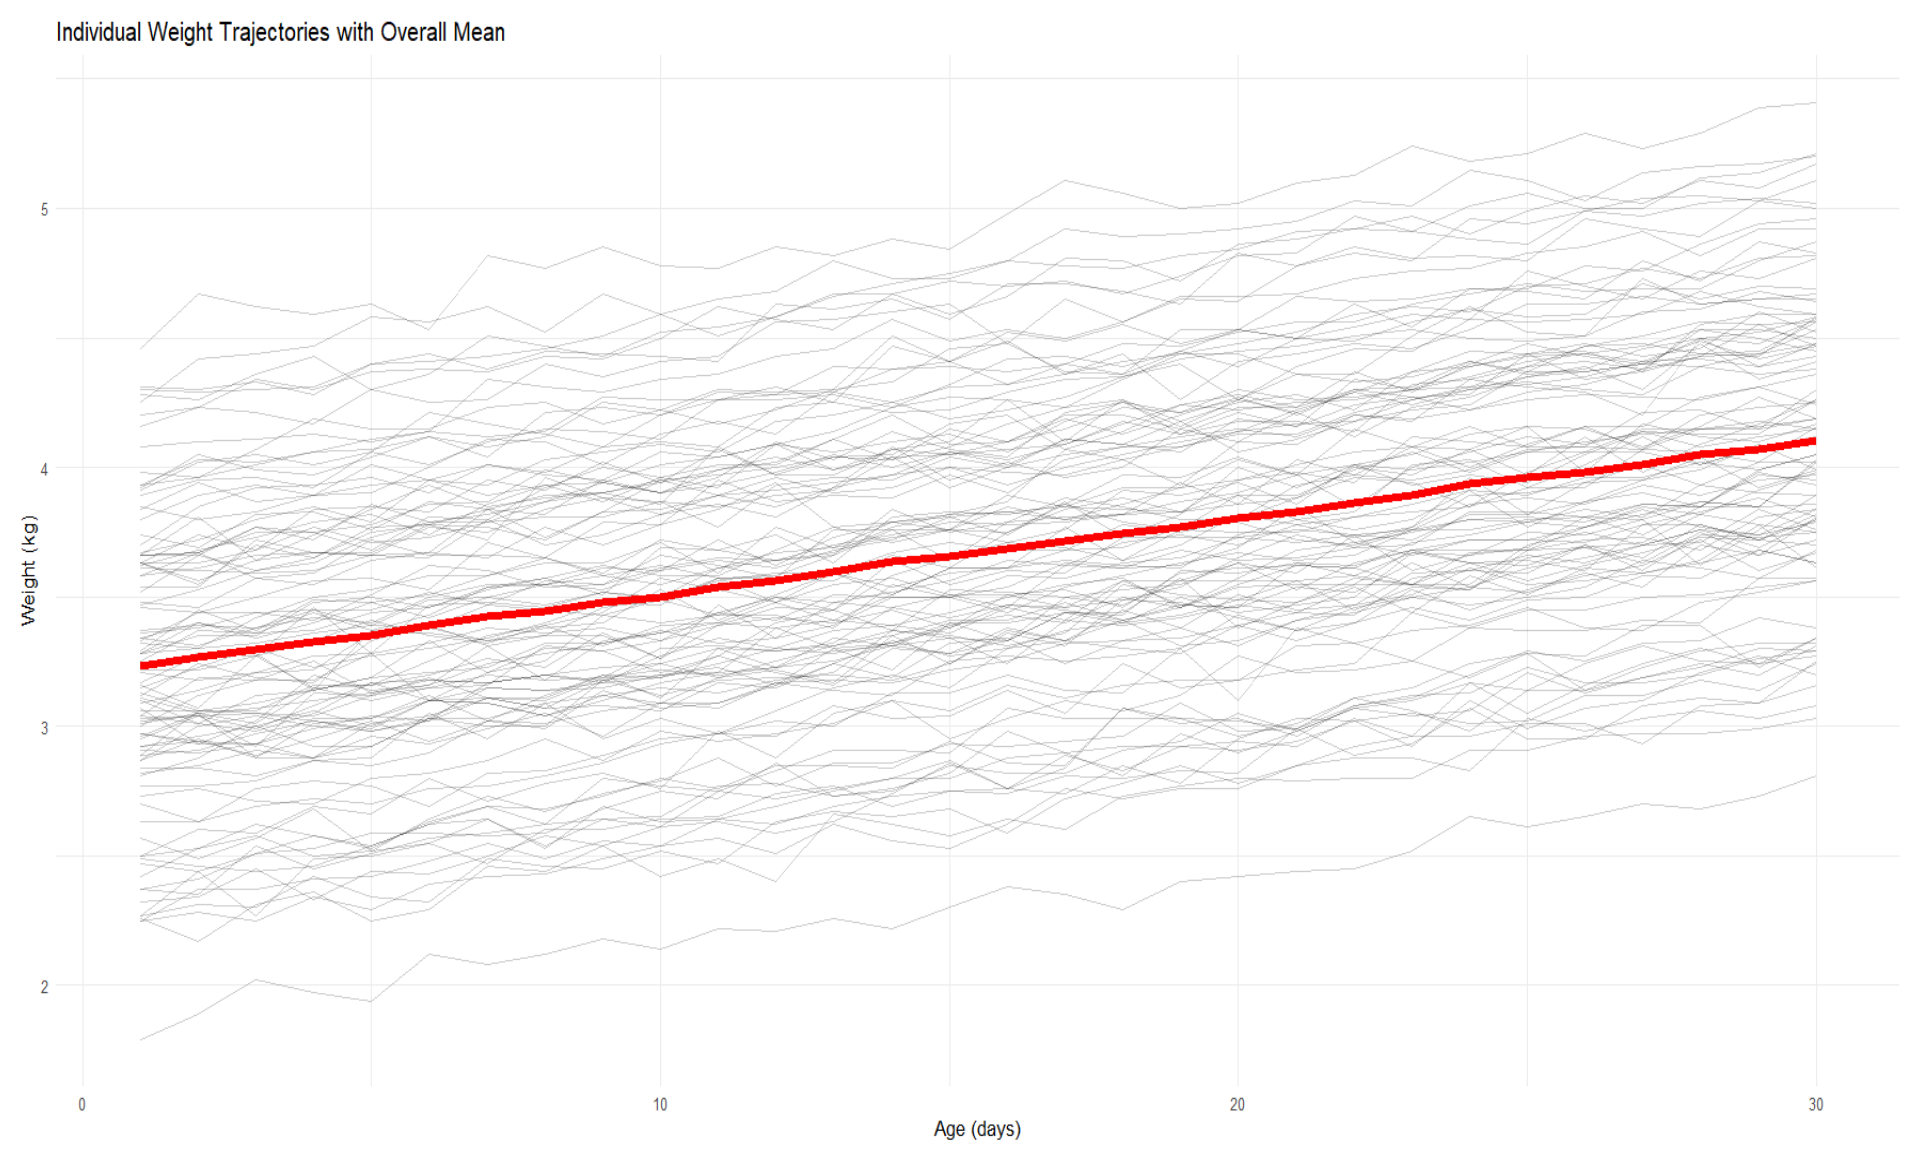 Individual Weight Trajectories with Overall Mean
5
4
3
2
Weight (kg)
0 10 20 30
Age (days)